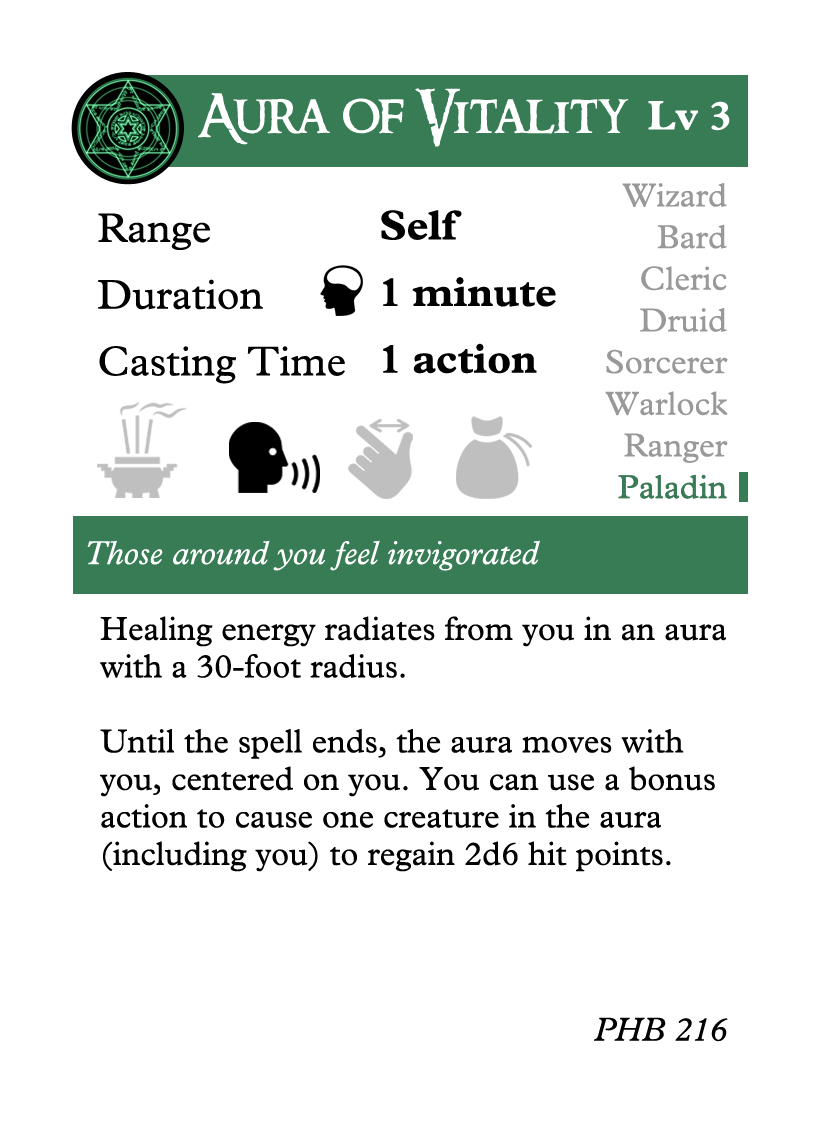 Aura of Vitality Lv 3
Wizard
Bard
Cleric
Druid
Sorcerer
Warlock
Ranger
Paladin
Range Self
Duration 1 minute
Casting Time 1 action
Those around you feel invigorated
Healing energy radiates from you in an aura
with a 30-foot radius.
Until the spell ends, the aura moves with
you, centered on you. You can use a bonus
action to cause one creature in the aura
(including you) to regain 2d6 hit points.
PHB 216